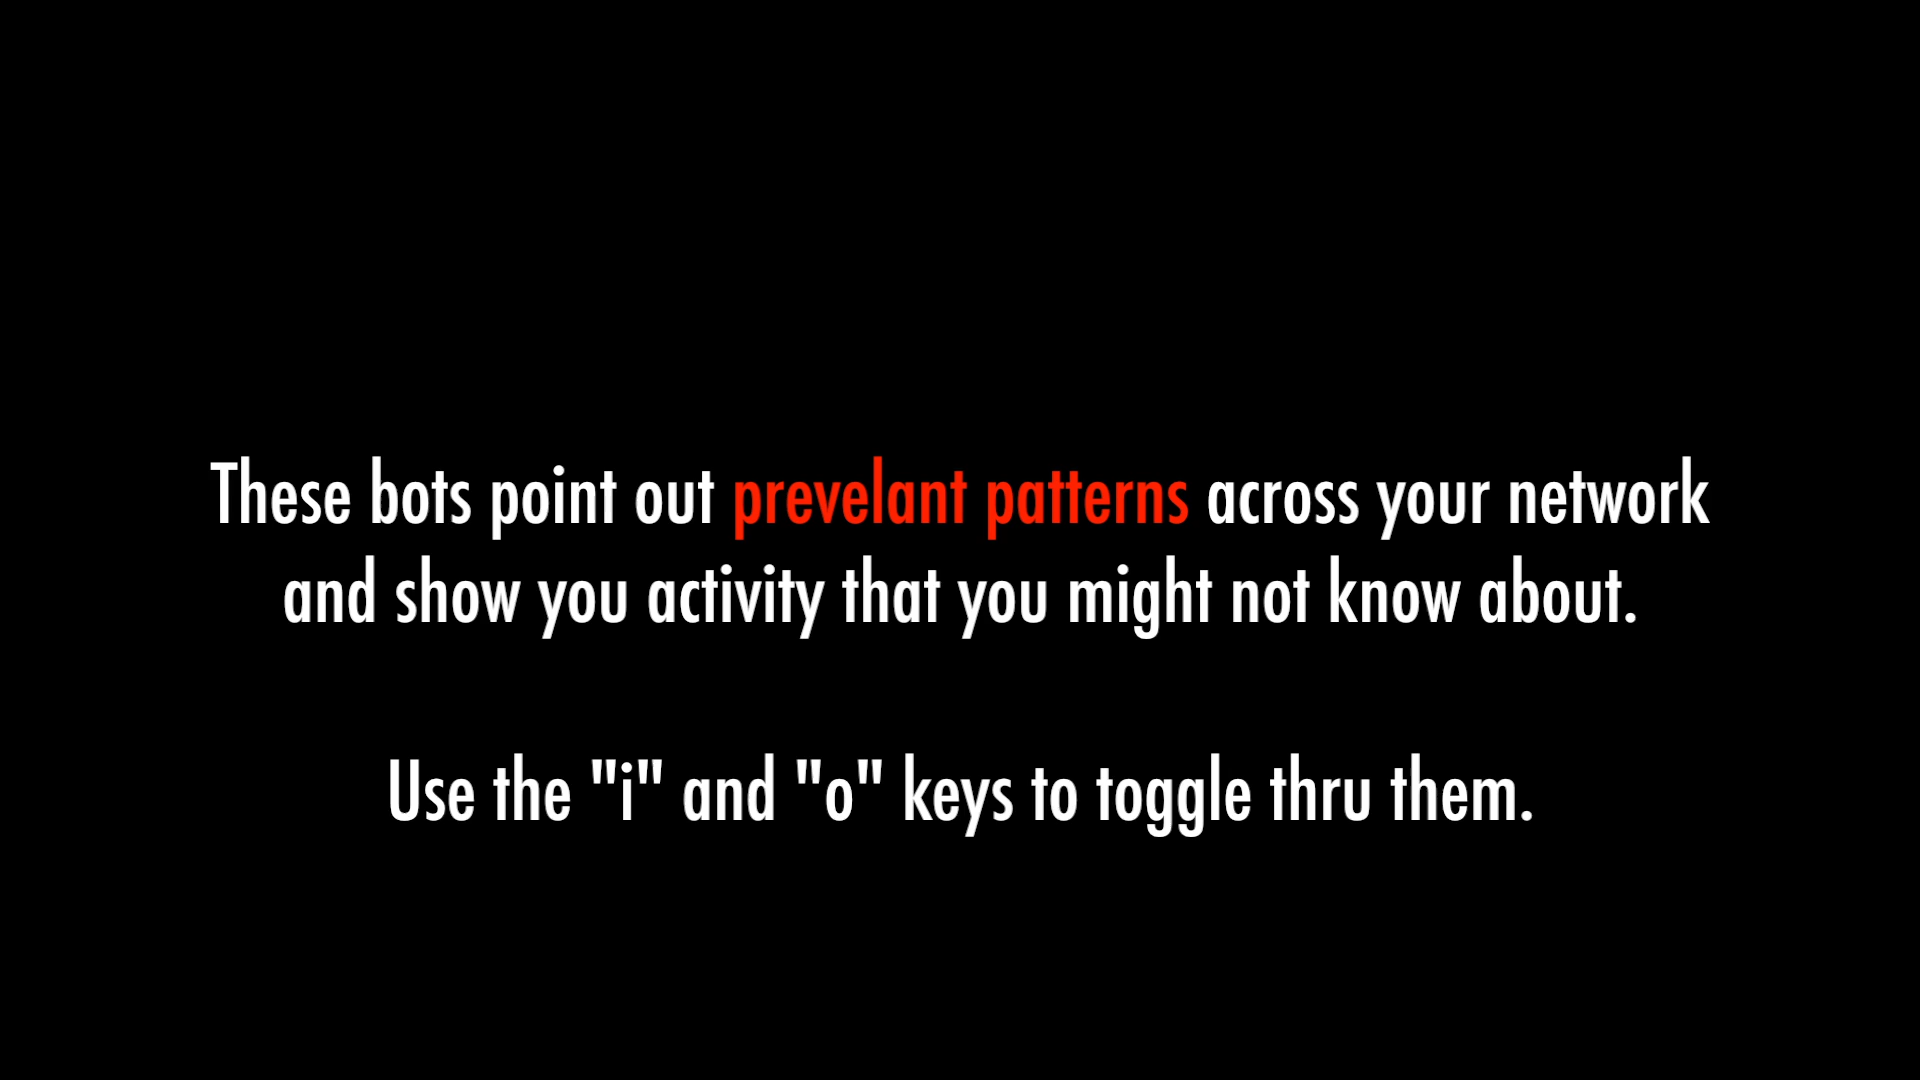 These bots point out prevelant patterns across your network
and show you activity that you might not know about.
Use the "i" and "o" keys to toggle thru them.